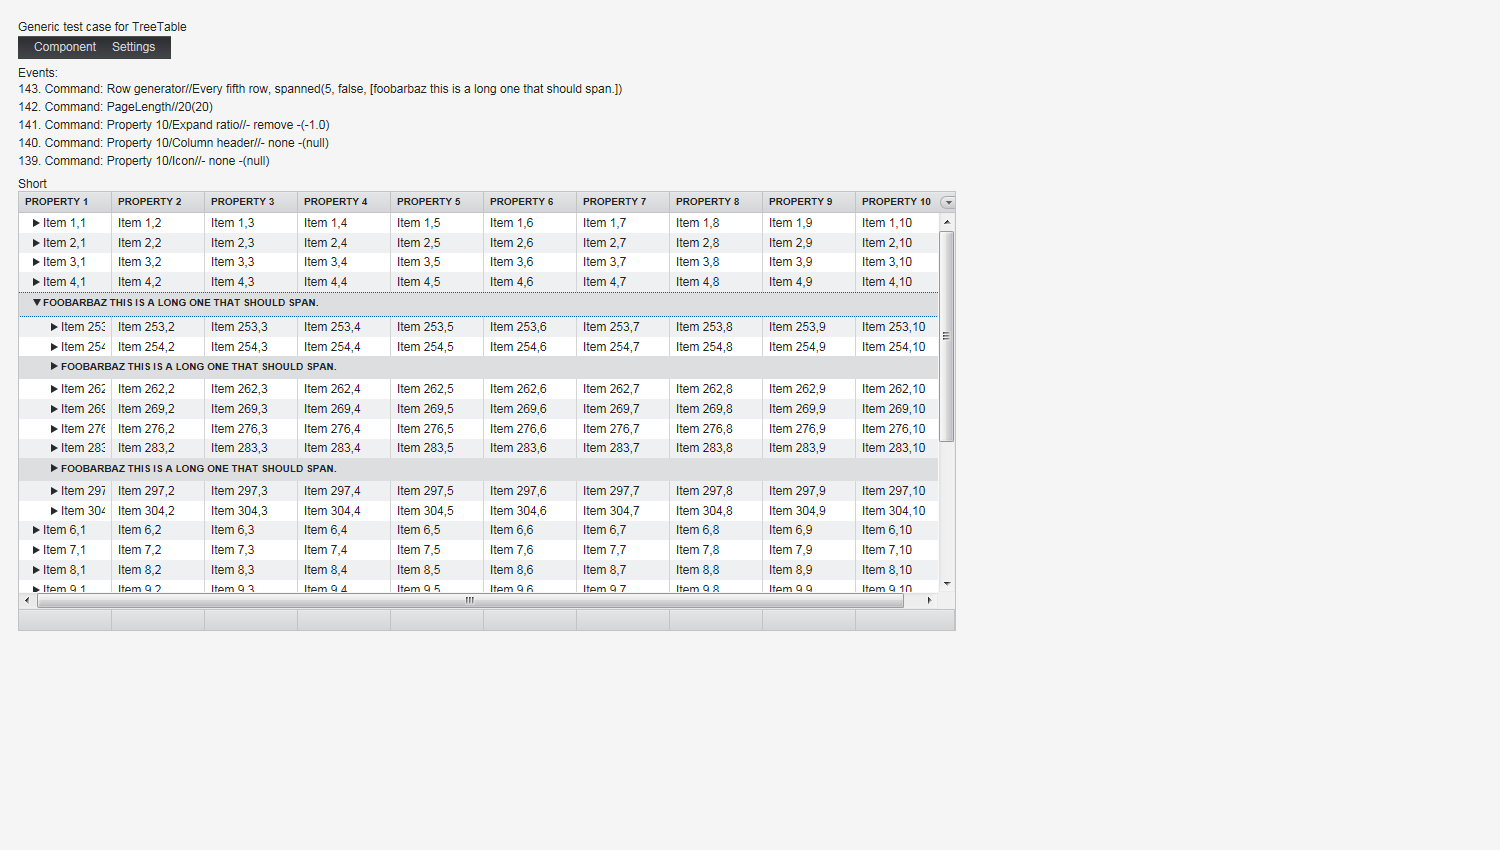 Generic test case for TreeTable
Component Settings
Events:
143. Command: Row generator//Every fifth row, spanned(5, false, [foobarbaz this is a long one that should span.])
142. Command: PageLength//20(20)
141. Command: Property 10/Expand ratio//- remove -(-1.0)
140. Command: Property 10/Column header//- none -(null)
139. Command: Property 10/Icon//- none -(null)
Short
PROPERTY 1 PROPERTY 2 PROPERTY 3 PROPERTY 4 PROPERTY 5 PROPERTY 6 PROPERTY 7 PROPERTY 8 PROPERTY 9 PROPERTY 10
Item 1,1 Item 1,2 Item 1,3 Item 1,4 Item 1,5 Item 1,6 Item 1,7 Item 1,8 Item 1,9 Item 1,10
Item 2,1 Item 2,2 Item 2,3 Item 2,4 Item 2,5 Item 2,6 Item 2,7 Item 2,8 Item 2,9 Item 2,10
Item 3,1 Item 3,2 Item 3,3 Item 3,4 Item 3,5 Item 3,6 Item 3,7 Item 3,8 Item 3,9 Item 3,10
Item 4,1 Item 4,2 Item 4,3 Item 4,4 Item 4,5 Item 4,6 Item 4,7 Item 4,8 Item 4,9 Item 4,10
FOOBARBAZ THIS IS A LONG ONE THAT SHOULD SPAN.
Item 253 Item 253,2 Item 253,3 Item 253,4 Item 253,5 Item 253,6 Item 253,7 Item 253,8 Item 253,9 Item 253,10
Item 254 Item 254,2 Item 254,3 Item 254,4 Item 254,5 Item 254,6 Item 254,7 Item 254,8 Item 254,9 Item 254,10
FOOBARBAZ THIS IS A LONG ONE THAT SHOULD SPAN.
Item 262 Item 262,2 Item 262,3 Item 262,4 Item 262,5 Item 262,6 Item 262,7 Item 262,8 Item 262,9 Item 262,10
Item 269 Item 269,2 Item 269,3 Item 269,4 Item 269,5 Item 269,6 Item 269,7 Item 269,8 Item 269,9 Item 269,10
Item 276 Item 276,2 Item 276,3 Item 276,4 Item 276,5 Item 276,6 Item 276,7 Item 276,8 Item 276,9 Item 276,10
Item 283 Item 283,2 Item 283,3 Item 283,4 Item 283,5 Item 283,6 Item 283,7 Item 283,8 Item 283,9 Item 283,10
FOOBARBAZ THIS IS A LONG ONE THAT SHOULD SPAN.
Item 297 Item 297,2 Item 297,3 Item 297,4 Item 297,5 Item 297,6 Item 297,7 Item 297,8 Item 297,9 Item 297,10
Item 304 Item 304,2 Item 304,3 Item 304,4 Item 304,5 Item 304,6 Item 304,7 Item 304,8 Item 304,9 Item 304,10
Item 6,1 Item 6,2 Item 6,3 Item 6,4 Item 6,5 Item 6,6 Item 6,7 Item 6,8 Item 6,9 Item 6,10
Item 7,1 Item 7,2 Item 7,3 Item 7,4 Item 7,5 Item 7,6 Item 7,7 Item 7,8 Item 7,9 Item 7,10
Item 8,1 Item 8,2 Item 8,3 Item 8,4 Item 8,5 Item 8,6 Item 8,7 Item 8,8 Item 8,9 Item 8,10
Item 9,1 Item 9,2 Item 9,3 Item 9,4 Item 9,5 Item 9,6 Item 9,7 Item 9,8 Item 9,9 Item 9,10